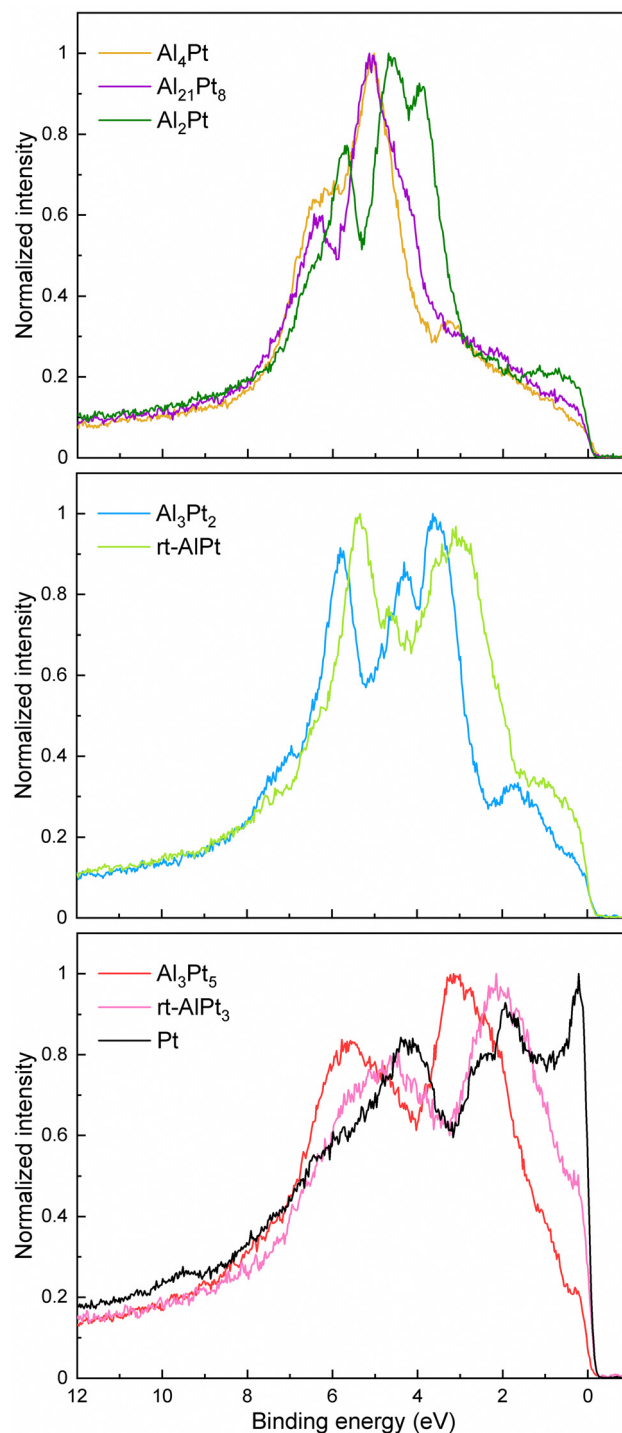 1
Al₄Pt
Al₂₁Pt₈
Al₂Pt
0.8
0.6
0.4
0.2
0
Normalized intensity
1
Al₃Pt₂
rt-AlPt
0.8
0.6
0.4
0.2
0
Normalized intensity
1
Al₃Pt₅
rt-AlPt₃
Pt
0.8
0.6
0.4
0.2
0
Normalized intensity
12 10 8 6 4 2 0
Binding energy (eV)